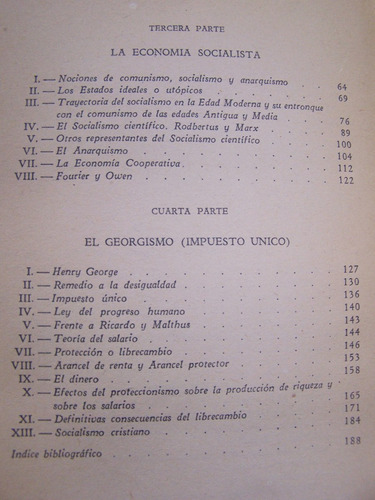 TERCERA PARTE
LA ECONOMIA SOCIALISTA
I. — Nociones de comunismo, socialismo y anarquismo . . 64
II. — Los Estados ideales o utópicos . . . . . . 69
III. — Trayectoria del socialismo en la Edad Moderna y su entronque
con el comunismo de las edades Antigua y Media . . 76
IV. — El Socialismo científico. Rodbertus y Marx . . . 89
V. — Otros representantes del Socialismo científico . . . 100
VI. — El Anarquismo . . . . . . . . . 104
VII. — La Economía Cooperativa . . . . . . . 112
VIII. — Fourier y Owen . . . . . . . . 122
CUARTA PARTE
EL GEORGISMO (IMPUESTO UNICO)
I. — Henry George . . . . . . . . . 127
II. — Remedio a la desigualdad . . . . . . . 130
III. — Impuesto único . . . . . . . . 136
IV. — Ley del progreso humano . . . . . . . 140
V. — Frente a Ricardo y Malthus . . . . . . 143
VI. — Teoría del salario . . . . . . . . 144
VII. — Protección o librecambio . . . . . . . 146
VIII. — Arancel de renta y Arancel protector . . . . 153
IX. — El dinero . . . . . . . . . 158
X. — Efectos del proteccionismo sobre la producción de riqueza y
sobre los salarios . . . . . . . . 165
XI. — Definitivas consecuencias del librecambio . . . . 171
XIII. — Socialismo cristiano . . . . . . . 184
Indice bibliográfico . . . . . . . . . 188